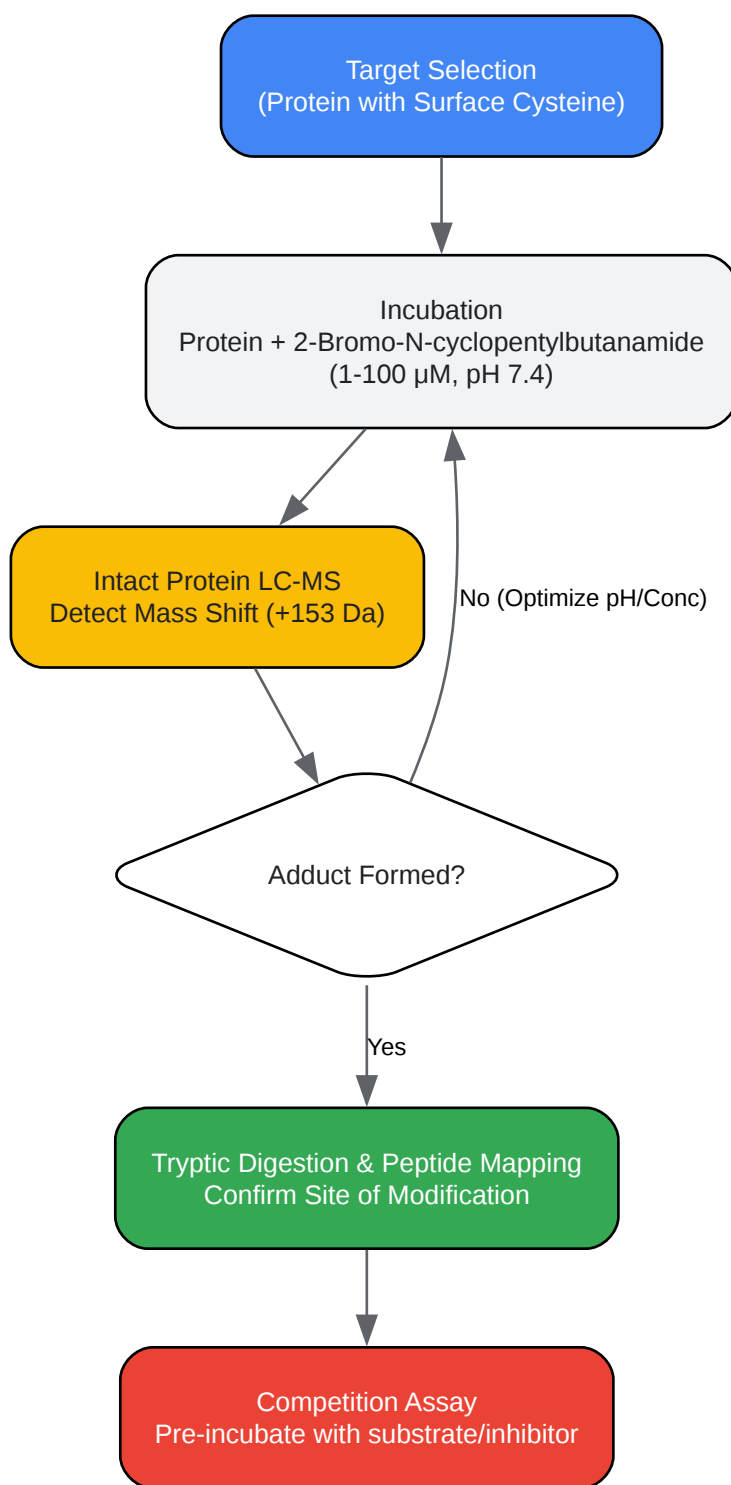 Target Selection
(Protein with Surface Cysteine)
Incubation
Protein + 2-Bromo-N-cyclopentylbutanamide
(1-100 µM, pH 7.4)
Intact Protein LC-MS
Detect Mass Shift (+153 Da)
No (Optimize pH/Conc)
Adduct Formed?
Yes
Tryptic Digestion & Peptide Mapping
Confirm Site of Modification
Competition Assay
Pre-incubate with substrate/inhibitor